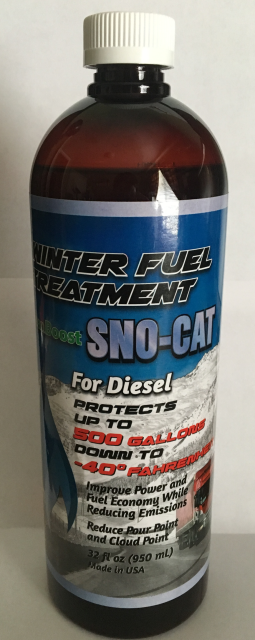 WINTER FUEL
TREATMENT
Boost SNO-CAT
For Diesel
PROTECTS
UP TO
500 GALLONS
DOWN TO
-40° FAHRENHEIT
Improve Power and
Fuel Economy While
Reducing Emissions
Reduce Pour Point
and Cloud Point
32 fl oz (950 mL)
Made in USA